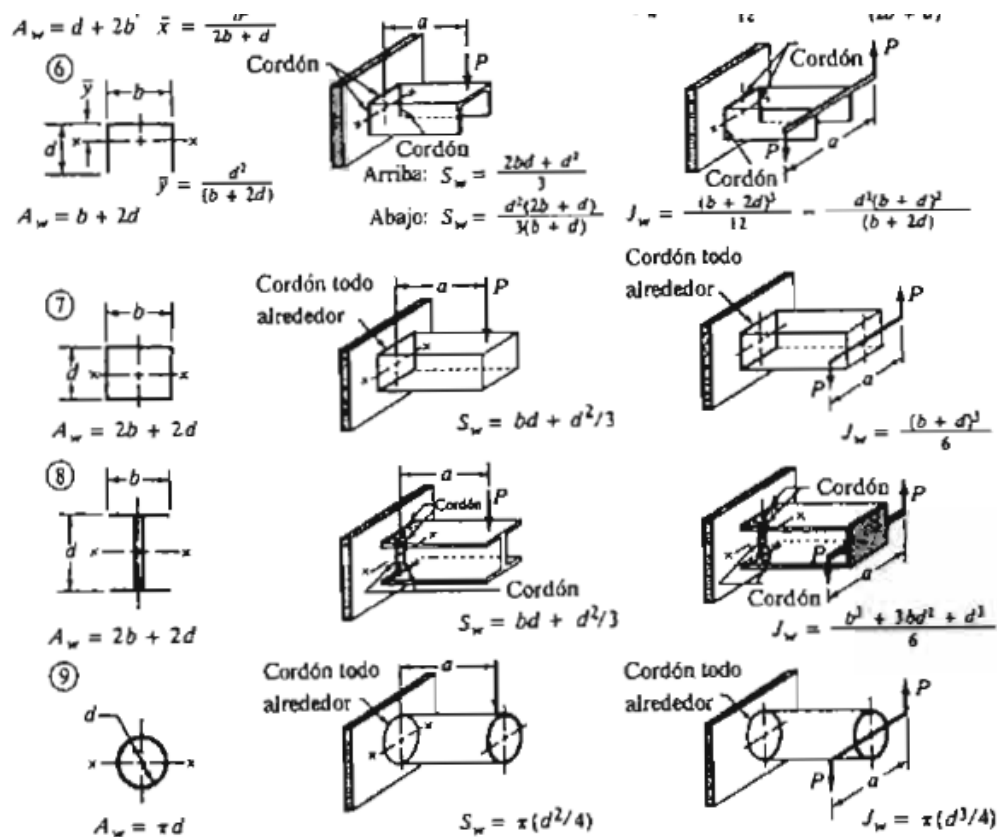 A_w = d + 2b  x̄ = ───/(2b + d)
12
⑥
ȳ
b
d
x
x
ȳ = d²/(b + 2d)
A_w = b + 2d
a
P
Cordón
x
Cordón
Arriba: S_w = (2bd + d²)/3
Abajo: S_w = d²(2b + d)/3(b + d)
Cordón
P
P
a
Cordón
J_w = (b + 2d)³/12 − d²(b + d)²/(b + 2d)
⑦
b
d
x
x
A_w = 2b + 2d
Cordón todo
alrededor
a
P
x
x
S_w = bd + d²/3
Cordón todo
alrededor
P
P
a
J_w = (b + d)³/6
⑧
b
d
x
x
A_w = 2b + 2d
a
P
Cordón
x
x
Cordón
S_w = bd + d²/3
Cordón
P
P
x
x
a
Cordón
J_w = (b³ + 3bd² + d³)/6
⑨
d
x
x
A_w = πd
Cordón todo
alrededor
a
x
x
S_w = π(d²/4)
Cordón todo
alrededor
P
P
a
J_w = π(d³/4)